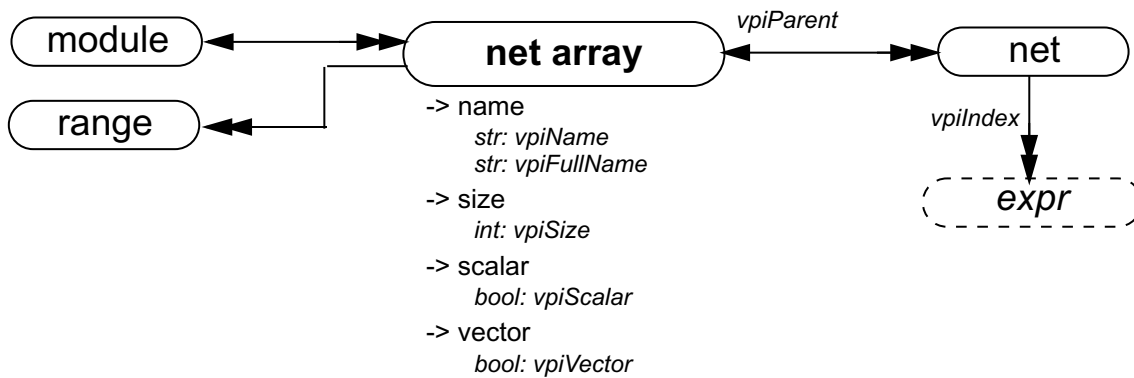 module
net array
vpiParent
net
range
-> name
str: vpiName
str: vpiFullName
-> size
int: vpiSize
-> scalar
bool: vpiScalar
-> vector
bool: vpiVector
vpiIndex
expr